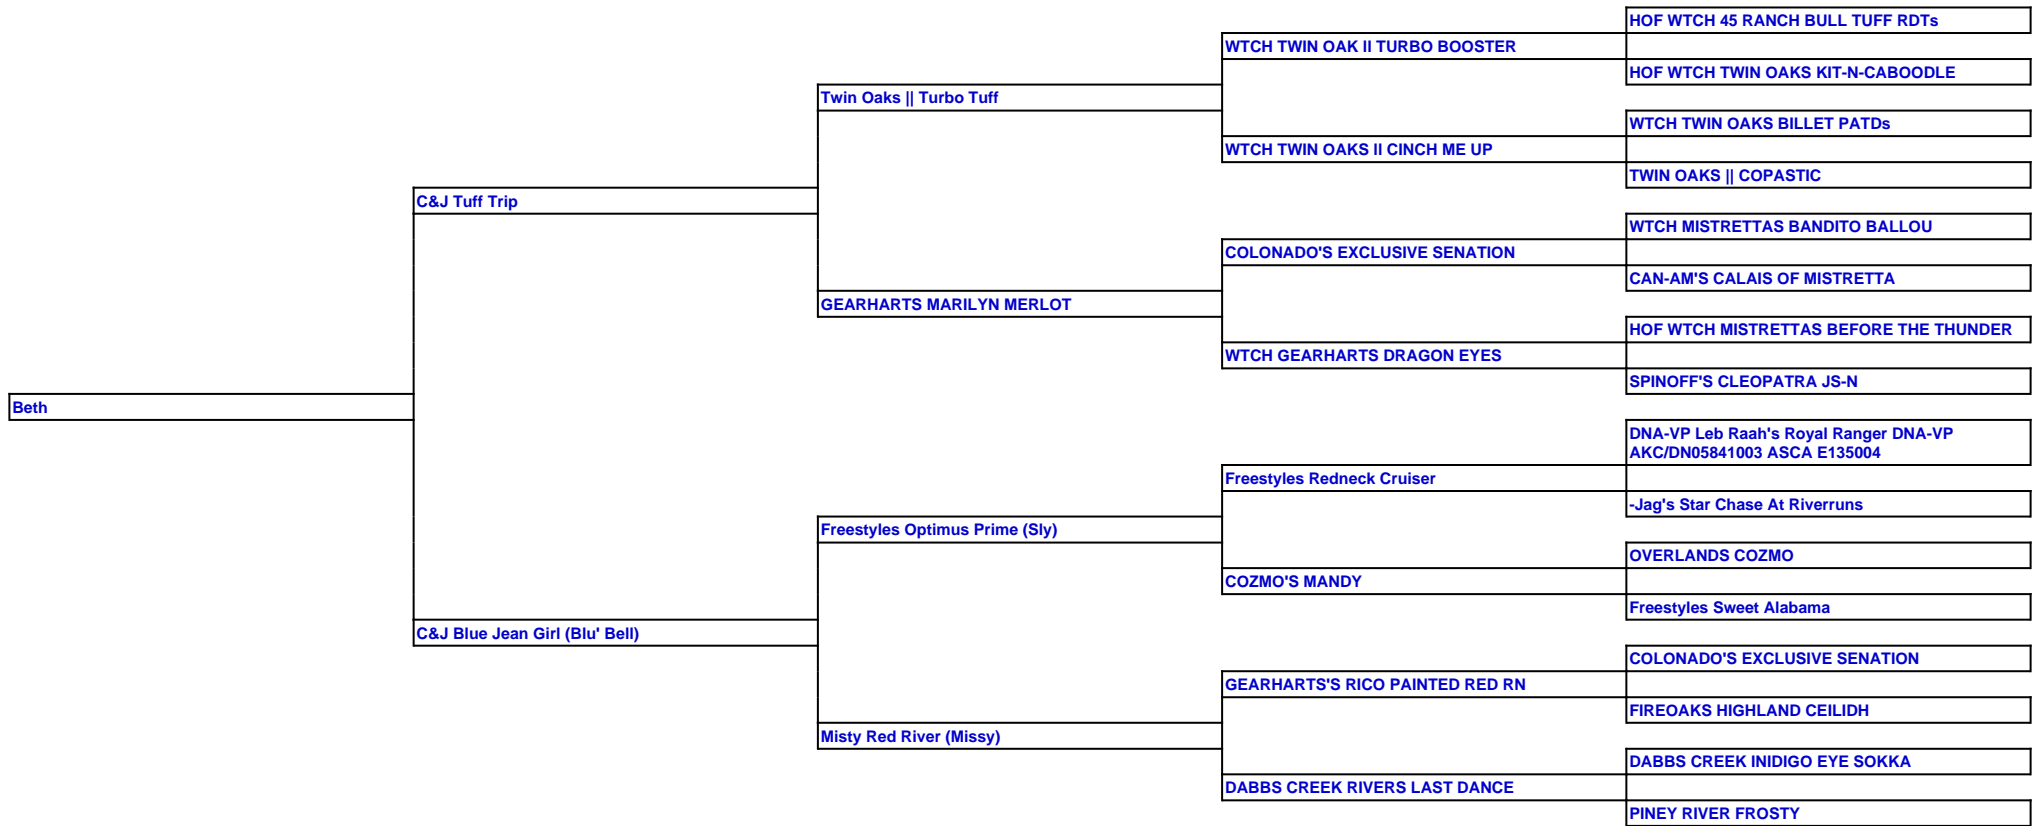 HOF WTCH 45 RANCH BULL TUFF RDTs
WTCH TWIN OAK II TURBO BOOSTER
HOF WTCH TWIN OAKS KIT-N-CABOODLE
Twin Oaks || Turbo Tuff
WTCH TWIN OAKS BILLET PATDs
WTCH TWIN OAKS II CINCH ME UP
TWIN OAKS || COPASTIC
C&J Tuff Trip
WTCH MISTRETTAS BANDITO BALLOU
COLONADO'S EXCLUSIVE SENATION
CAN-AM'S CALAIS OF MISTRETTA
GEARHARTS MARILYN MERLOT
HOF WTCH MISTRETTAS BEFORE THE THUNDER
WTCH GEARHARTS DRAGON EYES
SPINOFF'S CLEOPATRA JS-N
Beth
DNA-VP Leb Raah's Royal Ranger DNA-VP
AKC/DN05841003 ASCA E135004
Freestyles Redneck Cruiser
-Jag's Star Chase At Riverruns
Freestyles Optimus Prime (Sly)
OVERLANDS COZMO
COZMO'S MANDY
Freestyles Sweet Alabama
C&J Blue Jean Girl (Blu' Bell)
COLONADO'S EXCLUSIVE SENATION
GEARHARTS'S RICO PAINTED RED RN
FIREOAKS HIGHLAND CEILIDH
Misty Red River (Missy)
DABBS CREEK INIDIGO EYE SOKKA
DABBS CREEK RIVERS LAST DANCE
PINEY RIVER FROSTY